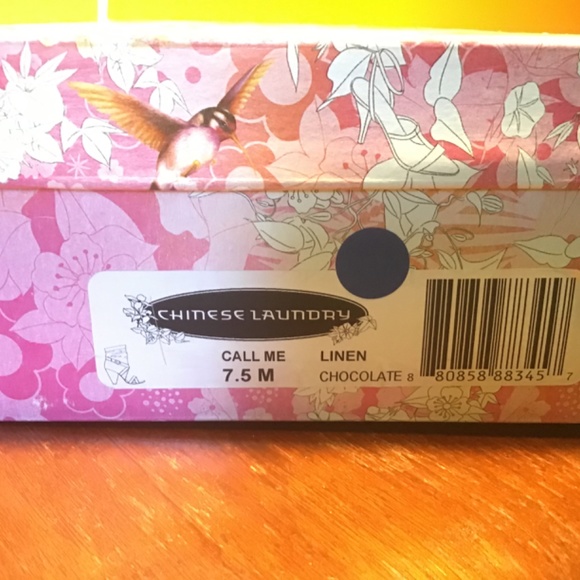 CHINESE LAUNDRY
CALL ME LINEN
7.5 M CHOCOLATE 8 80858 88345 7